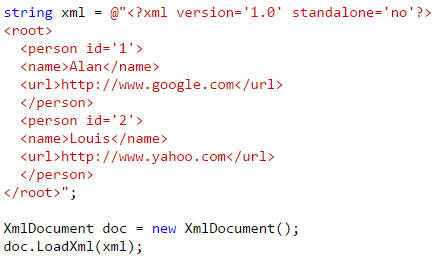 string xml = @"<?xml version='1.0' standalone='no'?>
<root>
  <person id='1'>
  <name>Alan</name>
  <url>http://www.google.com</url>
  </person>
  <person id='2'>
  <name>Louis</name>
  <url>http://www.yahoo.com</url>
  </person>
</root>";

XmlDocument doc = new XmlDocument();
doc.LoadXml(xml);